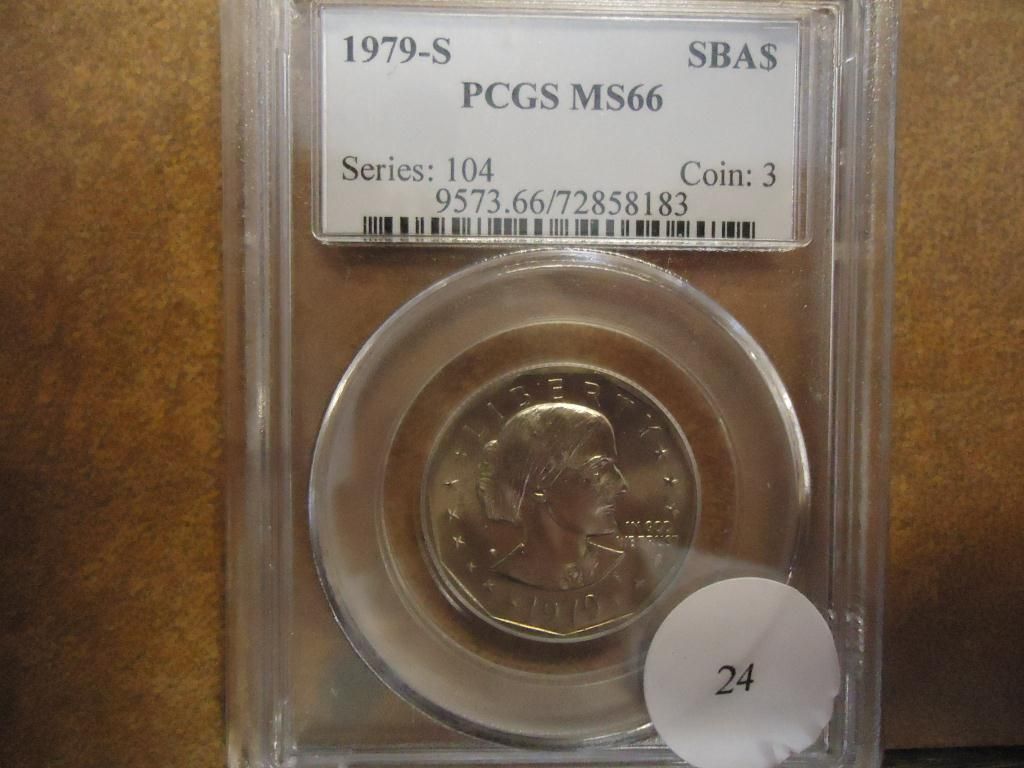 1979-S SBA$
PCGS MS66
Series: 104 Coin: 3
9573.66/72858183
LIBERTY
IN GOD
WE TRUST
1979
24